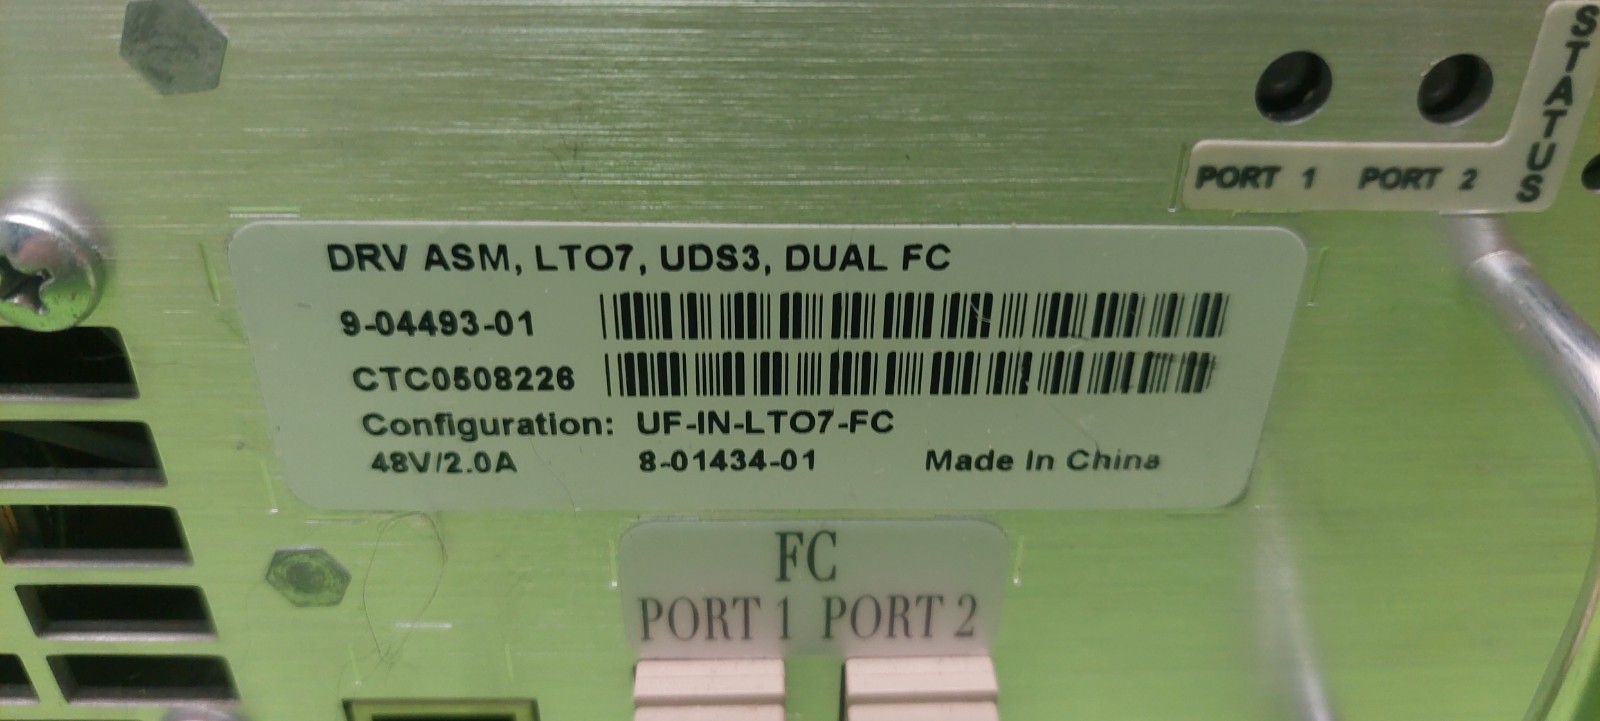 STATUS
PORT 1 PORT 2
DRV ASM, LTO7, UDS3, DUAL FC
9-04493-01
CTC0508226
Configuration: UF-IN-LTO7-FC
48V/2.0A 8-01434-01 Made In China
FC
PORT 1 PORT 2